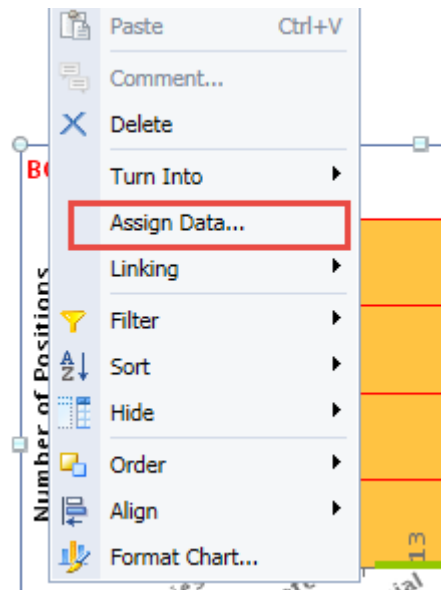 Paste Ctrl+V
Comment...
Delete
Turn Into
Assign Data...
Linking
Filter
Sort
Hide
Order
Align
Format Chart...
Number of Positions
13